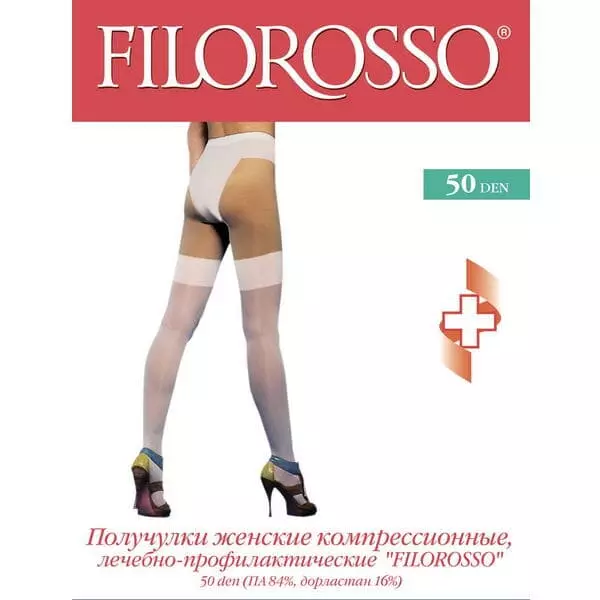 FILOROSSO®
50 DEN
Получулки женские компрессионные,
лечебно-профилактические "FILOROSSO"
50 den (ПА 84%, дорластан 16%)